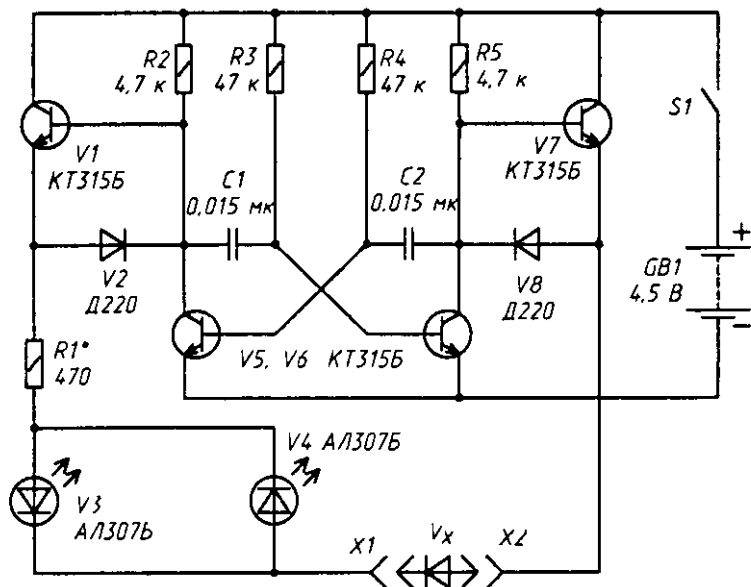 R2
4,7 к
R3
47 к
R4
47 к
R5
4,7 к
S1
V1
КТ315Б
V7
КТ315Б
C1
0,015 мк
C2
0,015 мк
V2
Д220
V8
Д220
GB1
4,5 В
+
−
R1*
470
V5, V6 КТ315Б
V3
АЛ307Б
V4 АЛ307Б
X1
Vx
X2